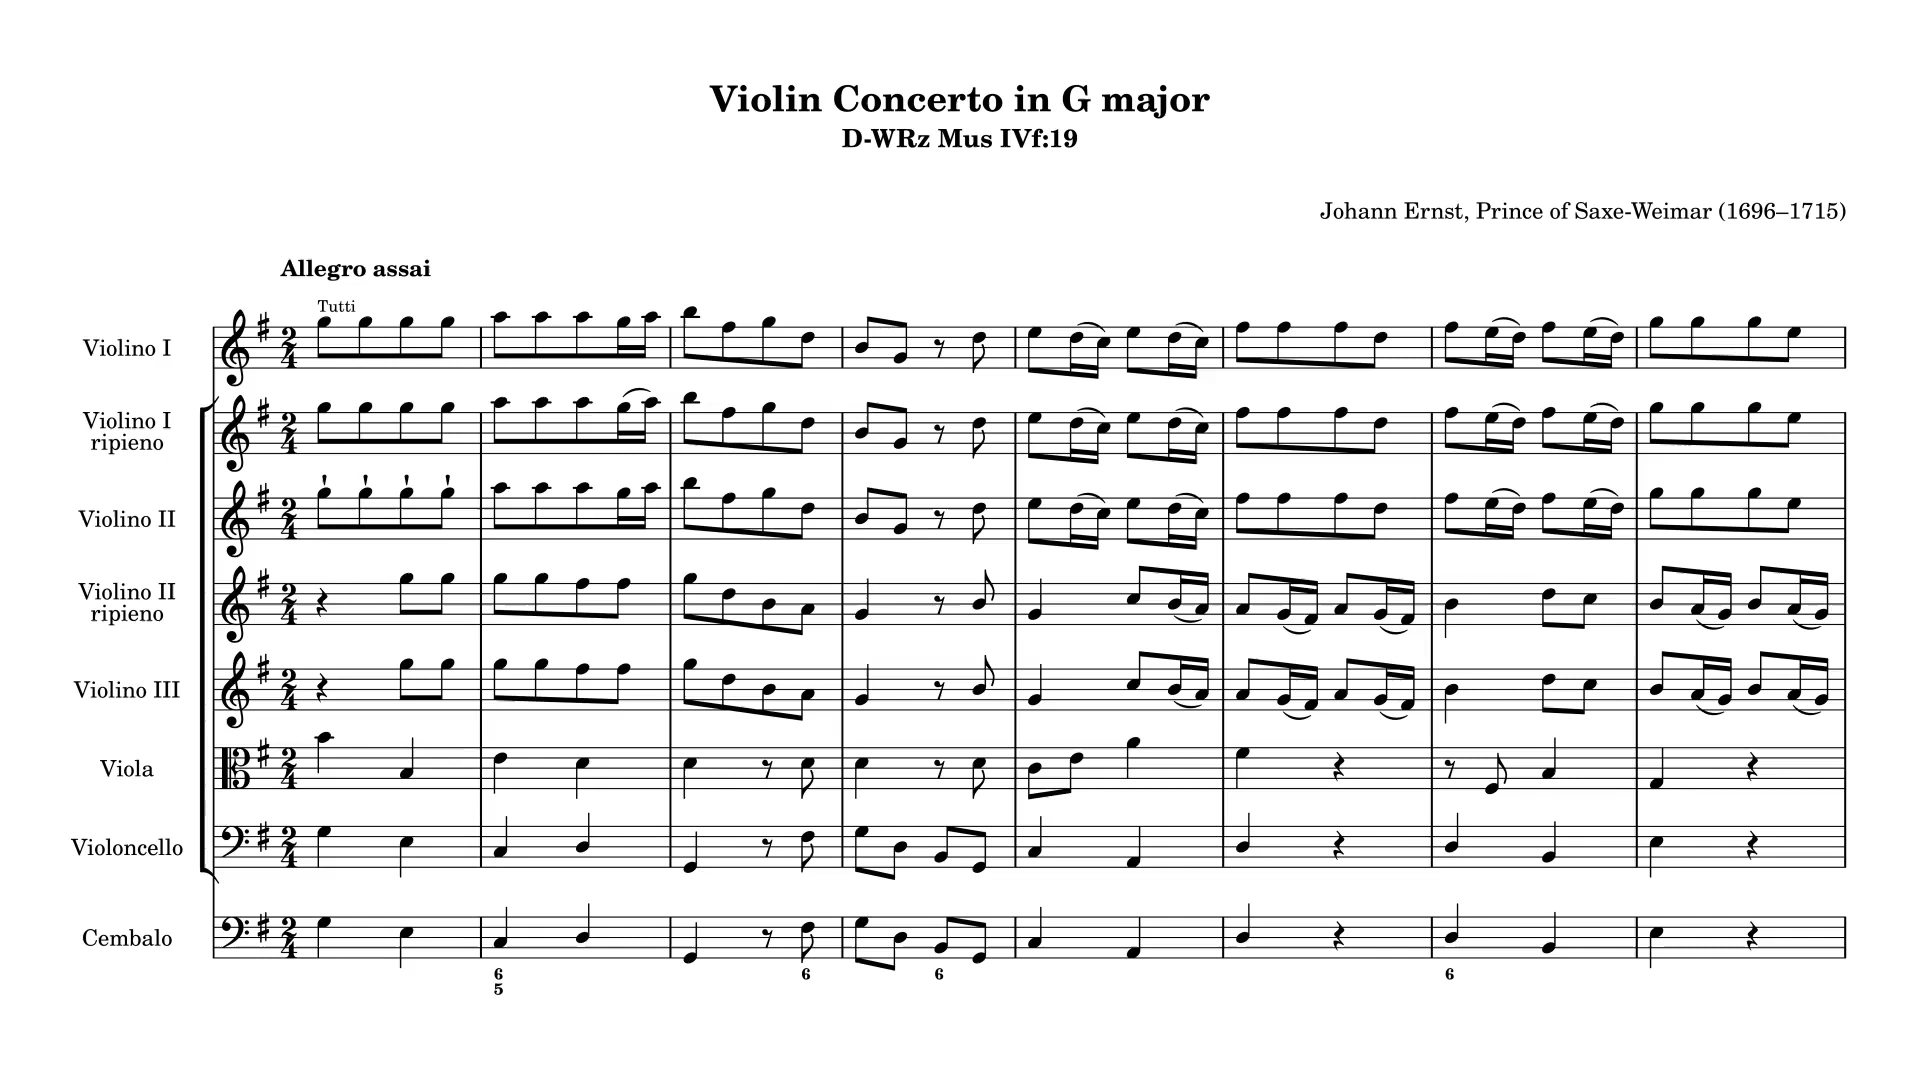 Violin Concerto in G major
D-WRz Mus IVf:19
Johann Ernst, Prince of Saxe-Weimar (1696–1715)
Allegro assai
Tutti
Violino I
Violino I
ripieno
Violino II
Violino II
ripieno
Violino III
Viola
Violoncello
Cembalo
6 6 6 6
5